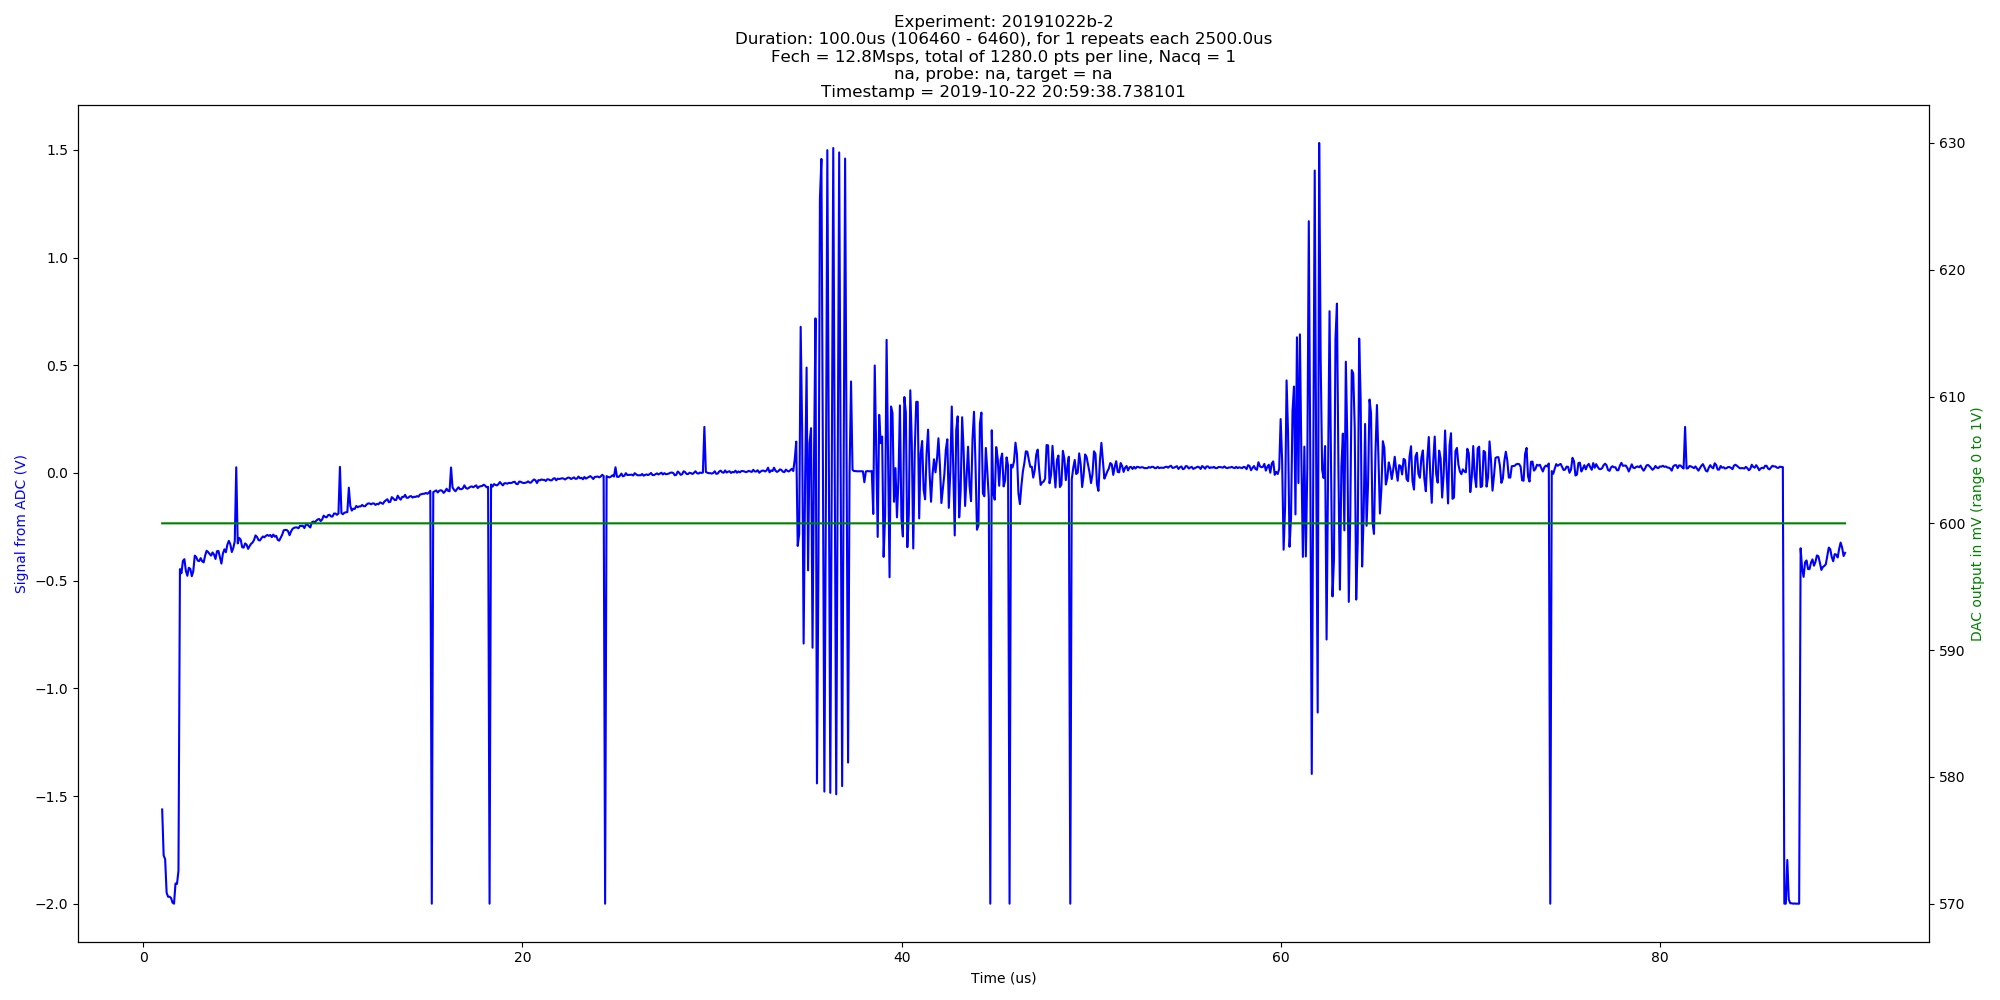 Experiment: 20191022b-2
Duration: 100.0us (106460 - 6460), for 1 repeats each 2500.0us
Fech = 12.8Msps, total of 1280.0 pts per line, Nacq = 1
na, probe: na, target = na
Timestamp = 2019-10-22 20:59:38.738101
Signal from ADC (V)
1.5
1.0
0.5
0.0
−0.5
−1.0
−1.5
−2.0
630
620
610
600
590
580
570
DAC output in mV (range 0 to 1V)
0
20
40
60
80
Time (us)